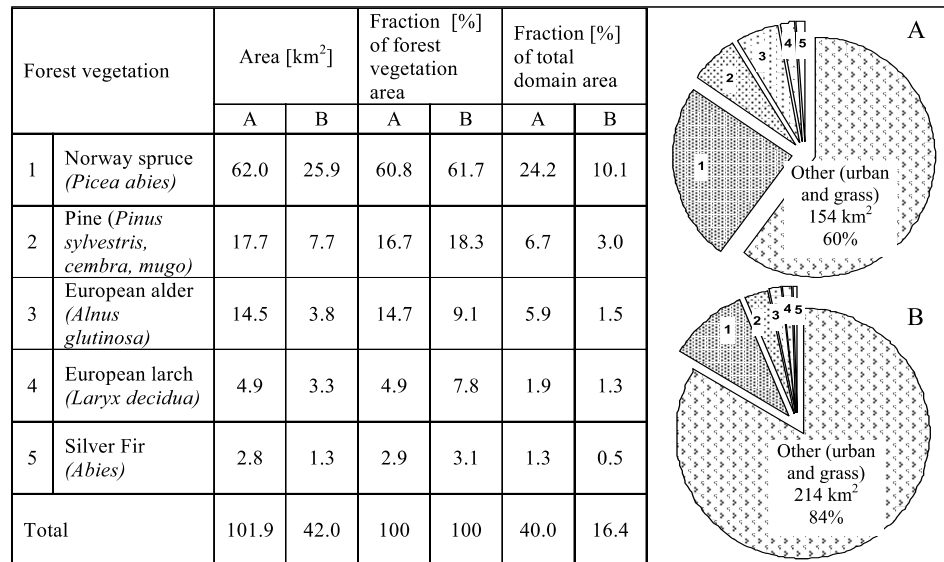 Forest vegetation
Area [km²]
Fraction [%]
of forest
vegetation
area
Fraction [%]
of total
domain area
A B A B A B
1 Norway spruce
(Picea abies) 62.0 25.9 60.8 61.7 24.2 10.1
2 Pine (Pinus
sylvestris,
cembra, mugo) 17.7 7.7 16.7 18.3 6.7 3.0
3 European alder
(Alnus
glutinosa) 14.5 3.8 14.7 9.1 5.9 1.5
4 European larch
(Laryx decidua) 4.9 3.3 4.9 7.8 1.9 1.3
5 Silver Fir
(Abies) 2.8 1.3 2.9 3.1 1.3 0.5
Total 101.9 42.0 100 100 40.0 16.4
A
1
2
3
4
5
Other (urban
and grass)
154 km²
60%
B
1
2
3
4
5
Other (urban
and grass)
214 km²
84%